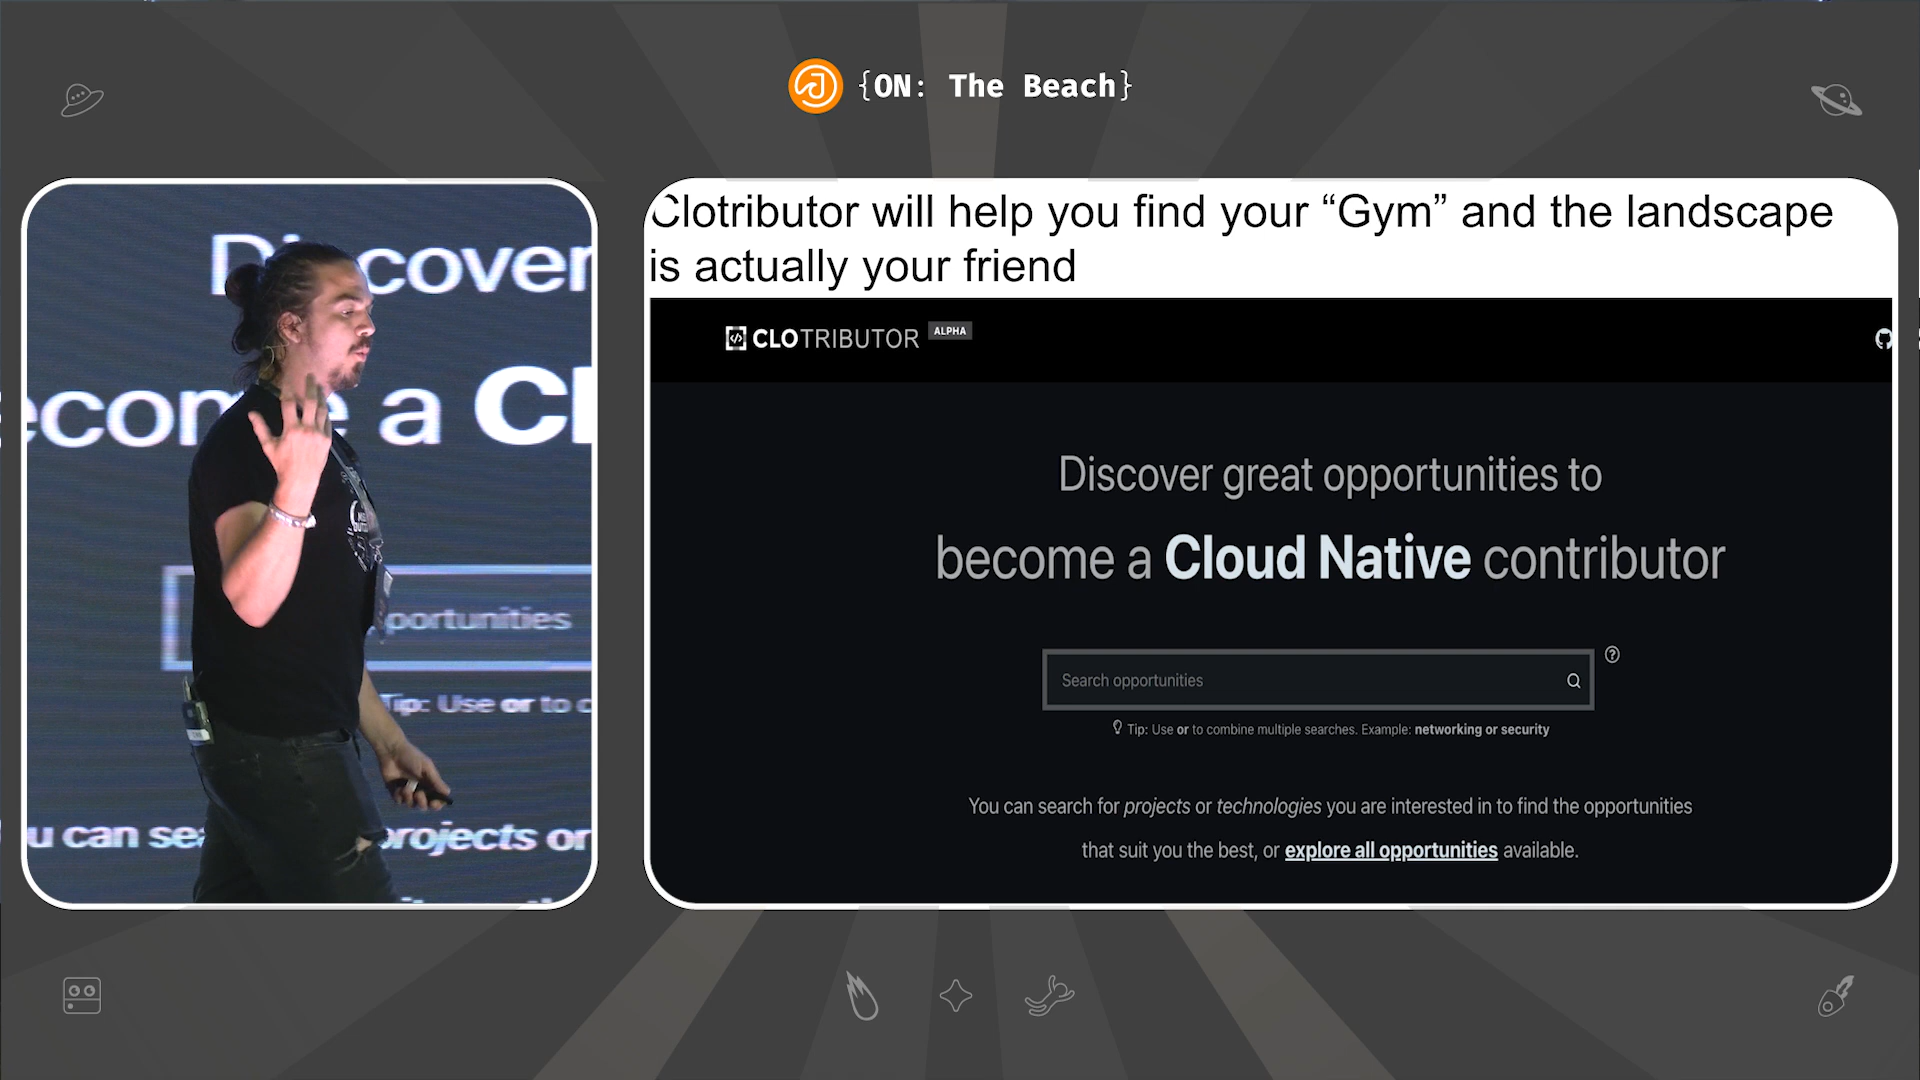 {ON: The Beach}
Discover
ecome a Cl
portunities
Tip: Use or to c
u can sea projects or
Clotributor will help you find your “Gym” and the landscape
is actually your friend
CLOTRIBUTOR ALPHA
Discover great opportunities to
become a Cloud Native contributor
Search opportunities
Tip: Use or to combine multiple searches. Example: networking or security
You can search for projects or technologies you are interested in to find the opportunities
that suit you the best, or explore all opportunities available.